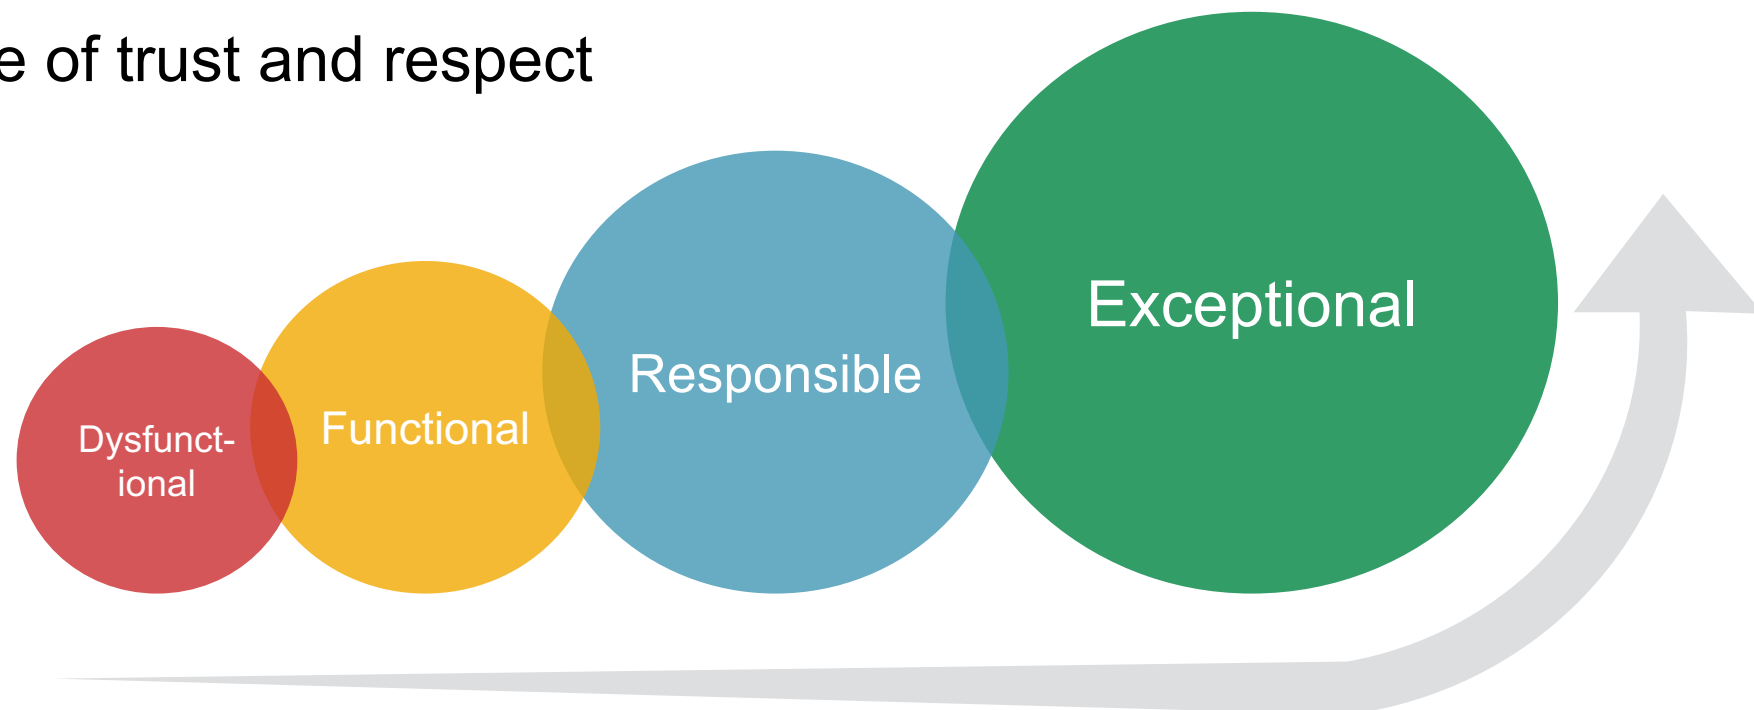 e of trust and respect
Exceptional
Responsible
Functional
Dysfunct-
ional